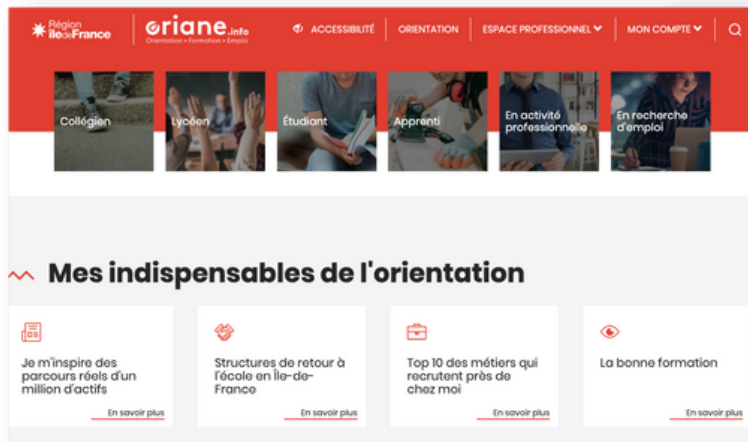 Région
îledeFrance
oriane.info
Orientation • Formation • Emploi
ACCESSIBILITÉ
ORIENTATION
ESPACE PROFESSIONNEL
MON COMPTE
Collégien
Lycéen
Étudiant
Apprenti
En activité
professionnelle
En recherche
d'emploi
Mes indispensables de l'orientation
Je m'inspire des
parcours réels d'un
million d'actifs
En savoir plus
Structures de retour à
l'école en Île-de-
France
En savoir plus
Top 10 des métiers qui
recrutent près de
chez moi
En savoir plus
La bonne formation
En savoir plus